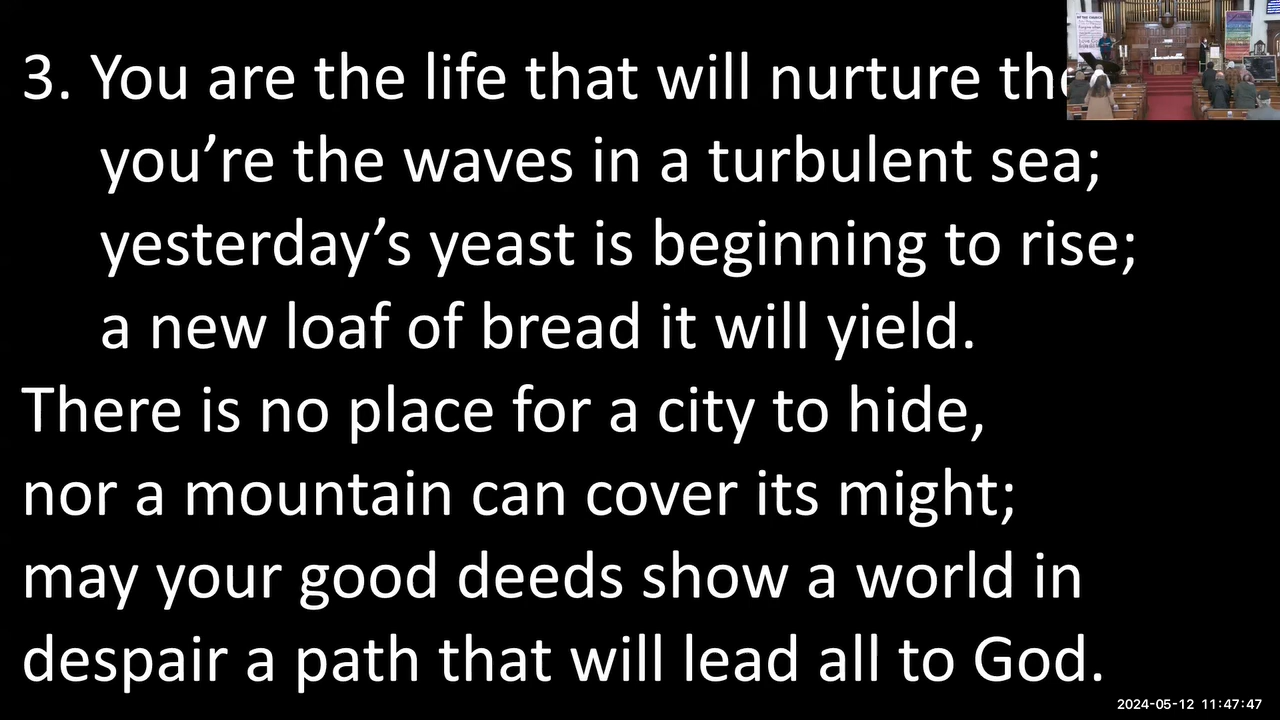 3. You are the life that will nurture the
you’re the waves in a turbulent sea;
yesterday’s yeast is beginning to rise;
a new loaf of bread it will yield.
There is no place for a city to hide,
nor a mountain can cover its might;
may your good deeds show a world in
despair a path that will lead all to God.
2024-05-12 11:47:47